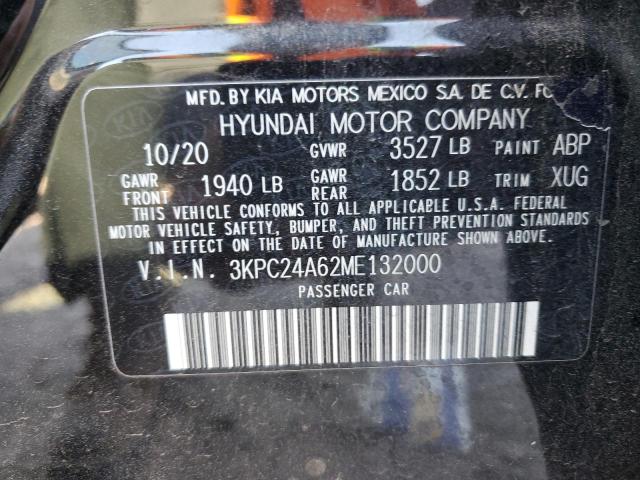 MFD. BY KIA MOTORS MEXICO S.A. DE C.V. FO
HYUNDAI MOTOR COMPANY
10/20 GVWR 3527 LB PAINT ABP
GAWR FRONT 1940 LB GAWR REAR 1852 LB TRIM XUG
THIS VEHICLE CONFORMS TO ALL APPLICABLE U.S.A. FEDERAL
MOTOR VEHICLE SAFETY, BUMPER, AND THEFT PREVENTION STANDARDS
IN EFFECT ON THE DATE OF MANUFACTURE SHOWN ABOVE.
V.I.N. 3KPC24A62ME132000
PASSENGER CAR